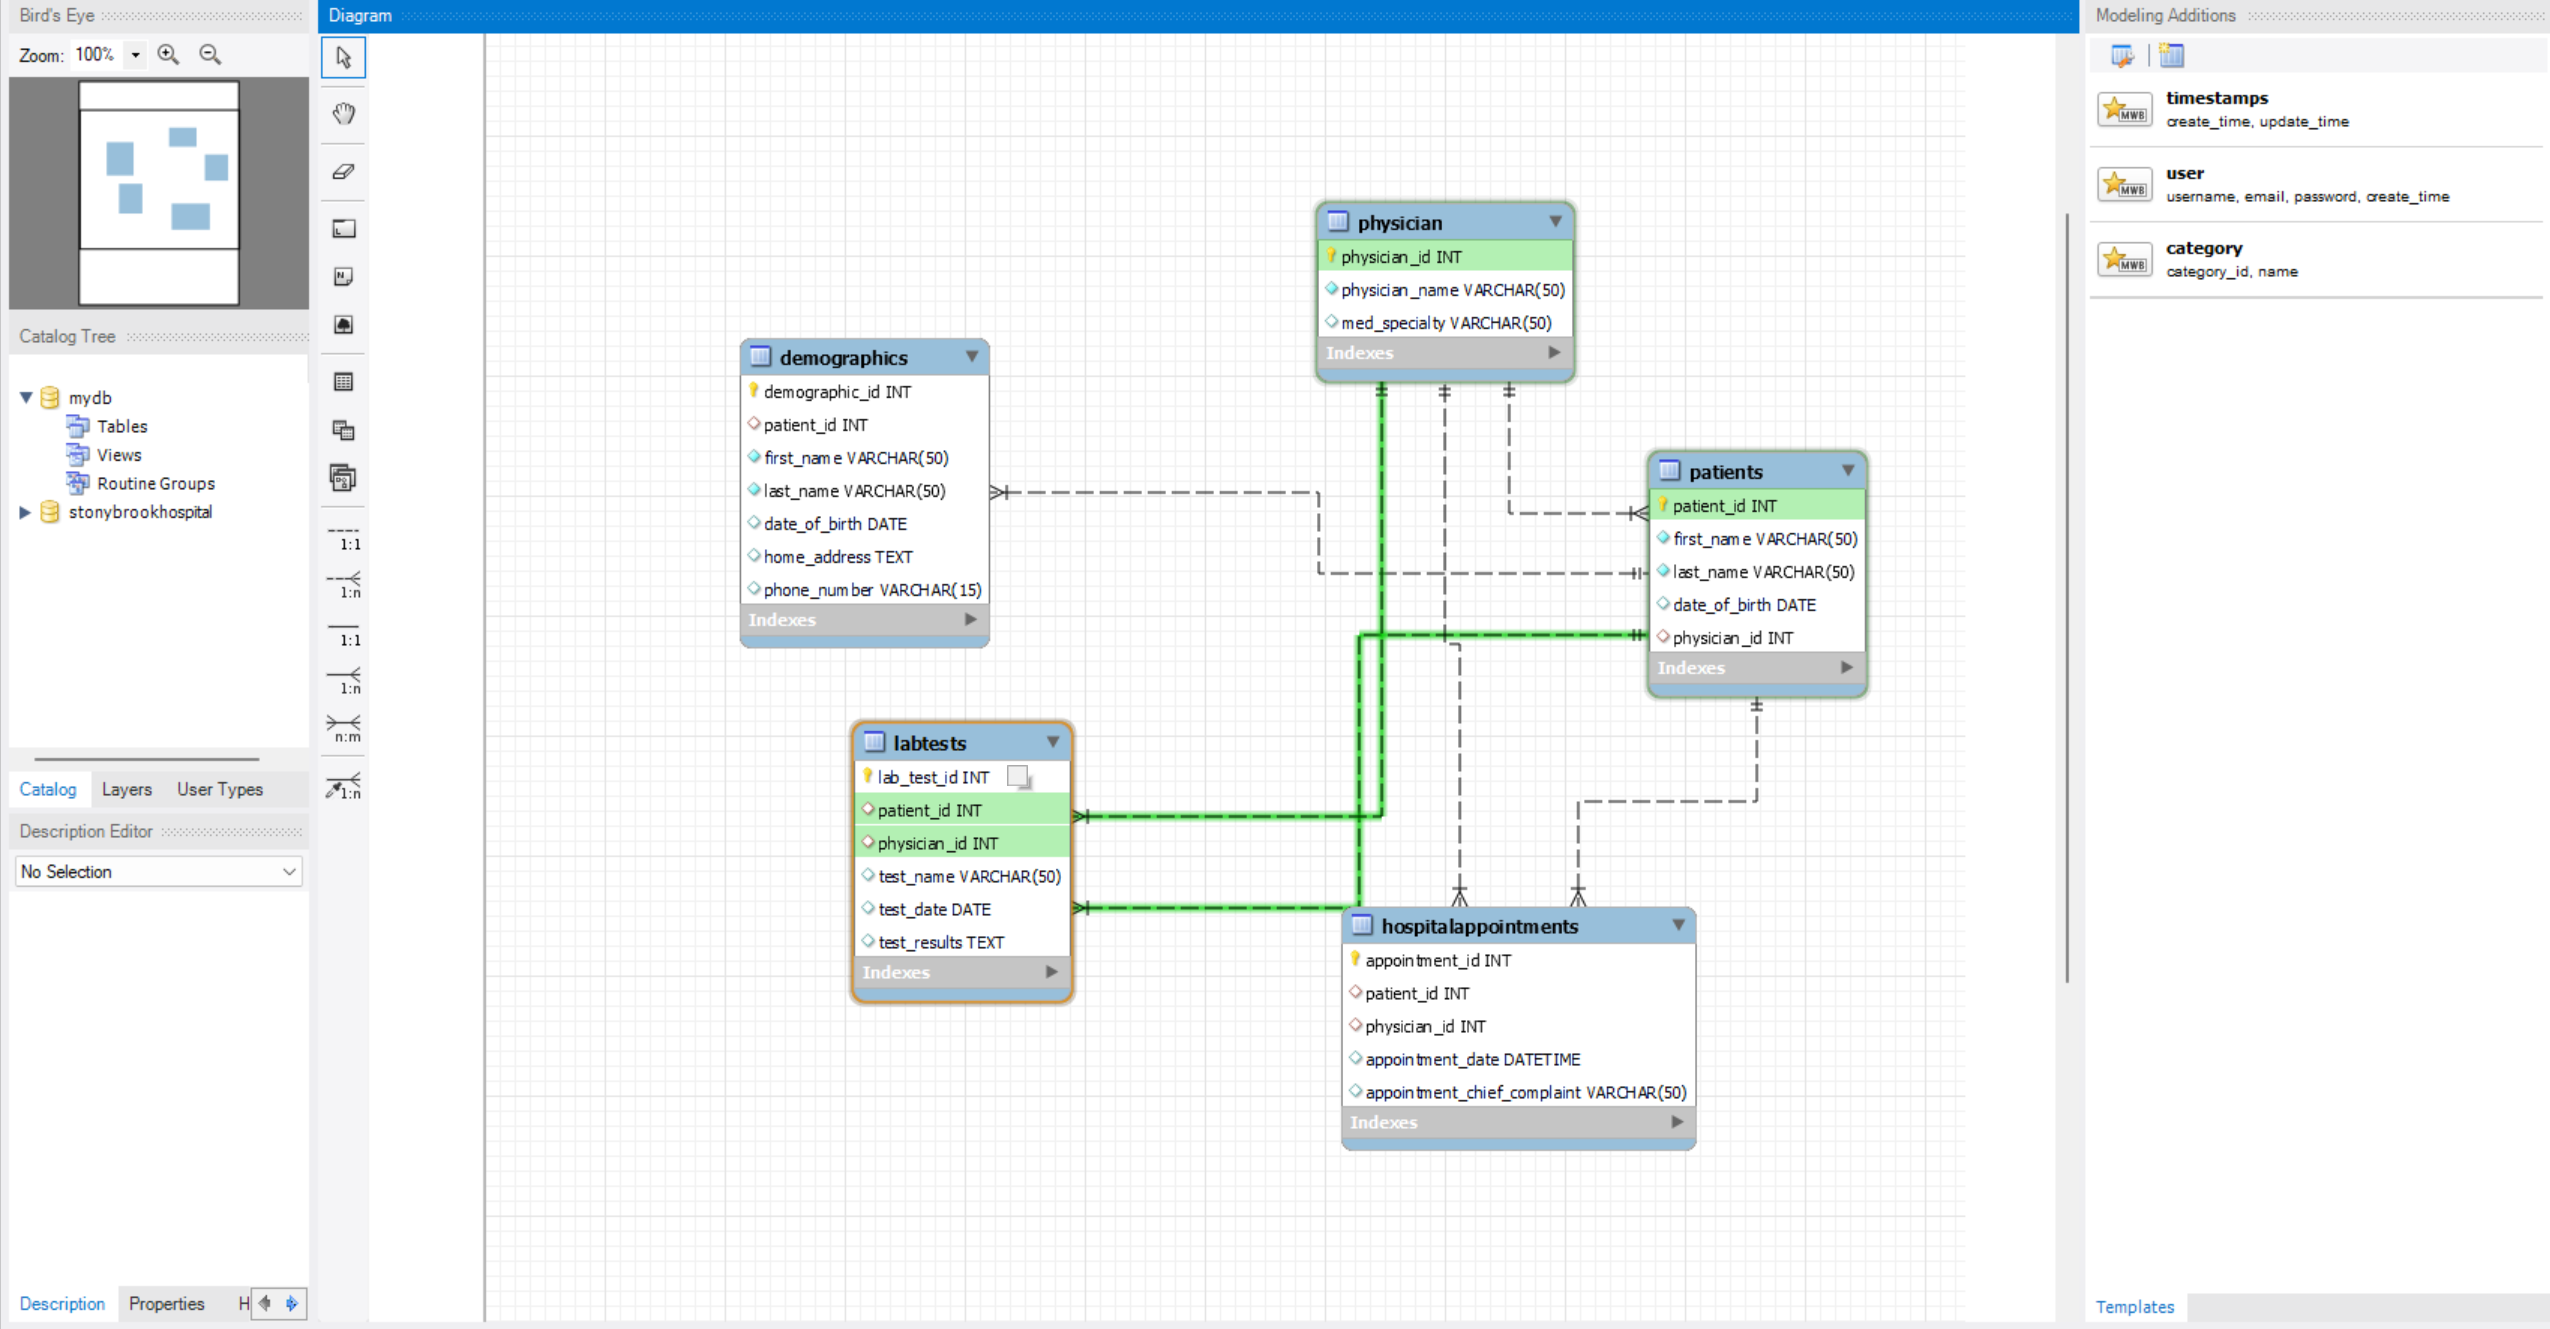 Bird's Eye
Zoom: 100%
Catalog Tree
mydb
Tables
Views
Routine Groups
stonybrookhospital
Catalog Layers User Types
Description Editor
No Selection
Description Properties H
Diagram
1:1
1:n
1:1
1:n
n:m
1:n
physician
physician_id INT
physician_name VARCHAR(50)
med_specialty VARCHAR(50)
Indexes
demographics
demographic_id INT
patient_id INT
first_name VARCHAR(50)
last_name VARCHAR(50)
date_of_birth DATE
home_address TEXT
phone_number VARCHAR(15)
Indexes
patients
patient_id INT
first_name VARCHAR(50)
last_name VARCHAR(50)
date_of_birth DATE
physician_id INT
Indexes
labtests
lab_test_id INT
patient_id INT
physician_id INT
test_name VARCHAR(50)
test_date DATE
test_results TEXT
Indexes
hospitalappointments
appointment_id INT
patient_id INT
physician_id INT
appointment_date DATETIME
appointment_chief_complaint VARCHAR(50)
Indexes
Modeling Additions
MWB
timestamps
create_time, update_time
MWB
user
username, email, password, create_time
MWB
category
category_id, name
Templates